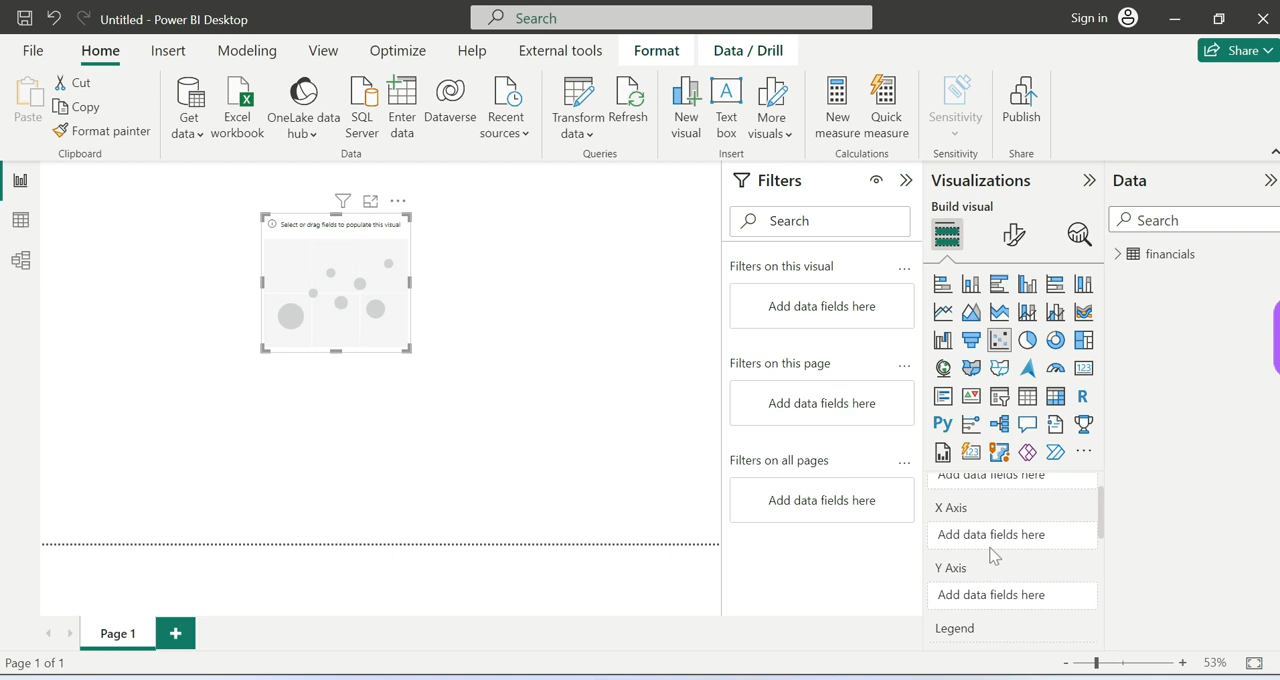 Untitled - Power BI Desktop
Search
Sign in
File
Home
Insert
Modeling
View
Optimize
Help
External tools
Format
Data / Drill
Share
Paste
Cut
Copy
Format painter
Clipboard
Get
data
Excel
workbook
OneLake data
hub
SQL
Server
Enter
data
Dataverse
Recent
sources
Data
Transform
data
Refresh
Queries
New
visual
A
Text
box
More
visuals
Insert
New
measure
Quick
measure
Calculations
Sensitivity
Sensitivity
Publish
Share
Select or drag fields to populate this visual
Filters
Search
Filters on this visual
Add data fields here
Filters on this page
Add data fields here
Filters on all pages
Add data fields here
Visualizations
Build visual
123
R
Py
123
Add data fields here
X Axis
Add data fields here
Y Axis
Add data fields here
Legend
Data
Search
financials
Page 1
Page 1 of 1
- + 53%